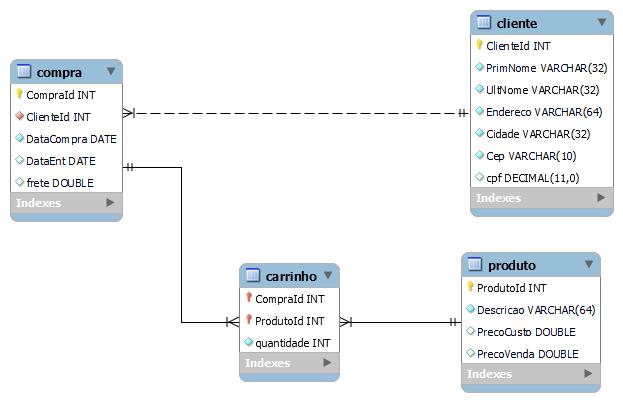 cliente
ClienteId INT
PrimNome VARCHAR(32)
UltNome VARCHAR(32)
Endereco VARCHAR(64)
Cidade VARCHAR(32)
Cep VARCHAR(10)
cpf DECIMAL(11,0)
compra
CompraId INT
ClienteId INT
DataCompra DATE
DataEnt DATE
frete DOUBLE
Indexes
Indexes
carrinho
CompraId INT
ProdutoId INT
quantidade INT
Indexes
produto
ProdutoId INT
Descricao VARCHAR(64)
PrecoCusto DOUBLE
PrecoVenda DOUBLE
Indexes